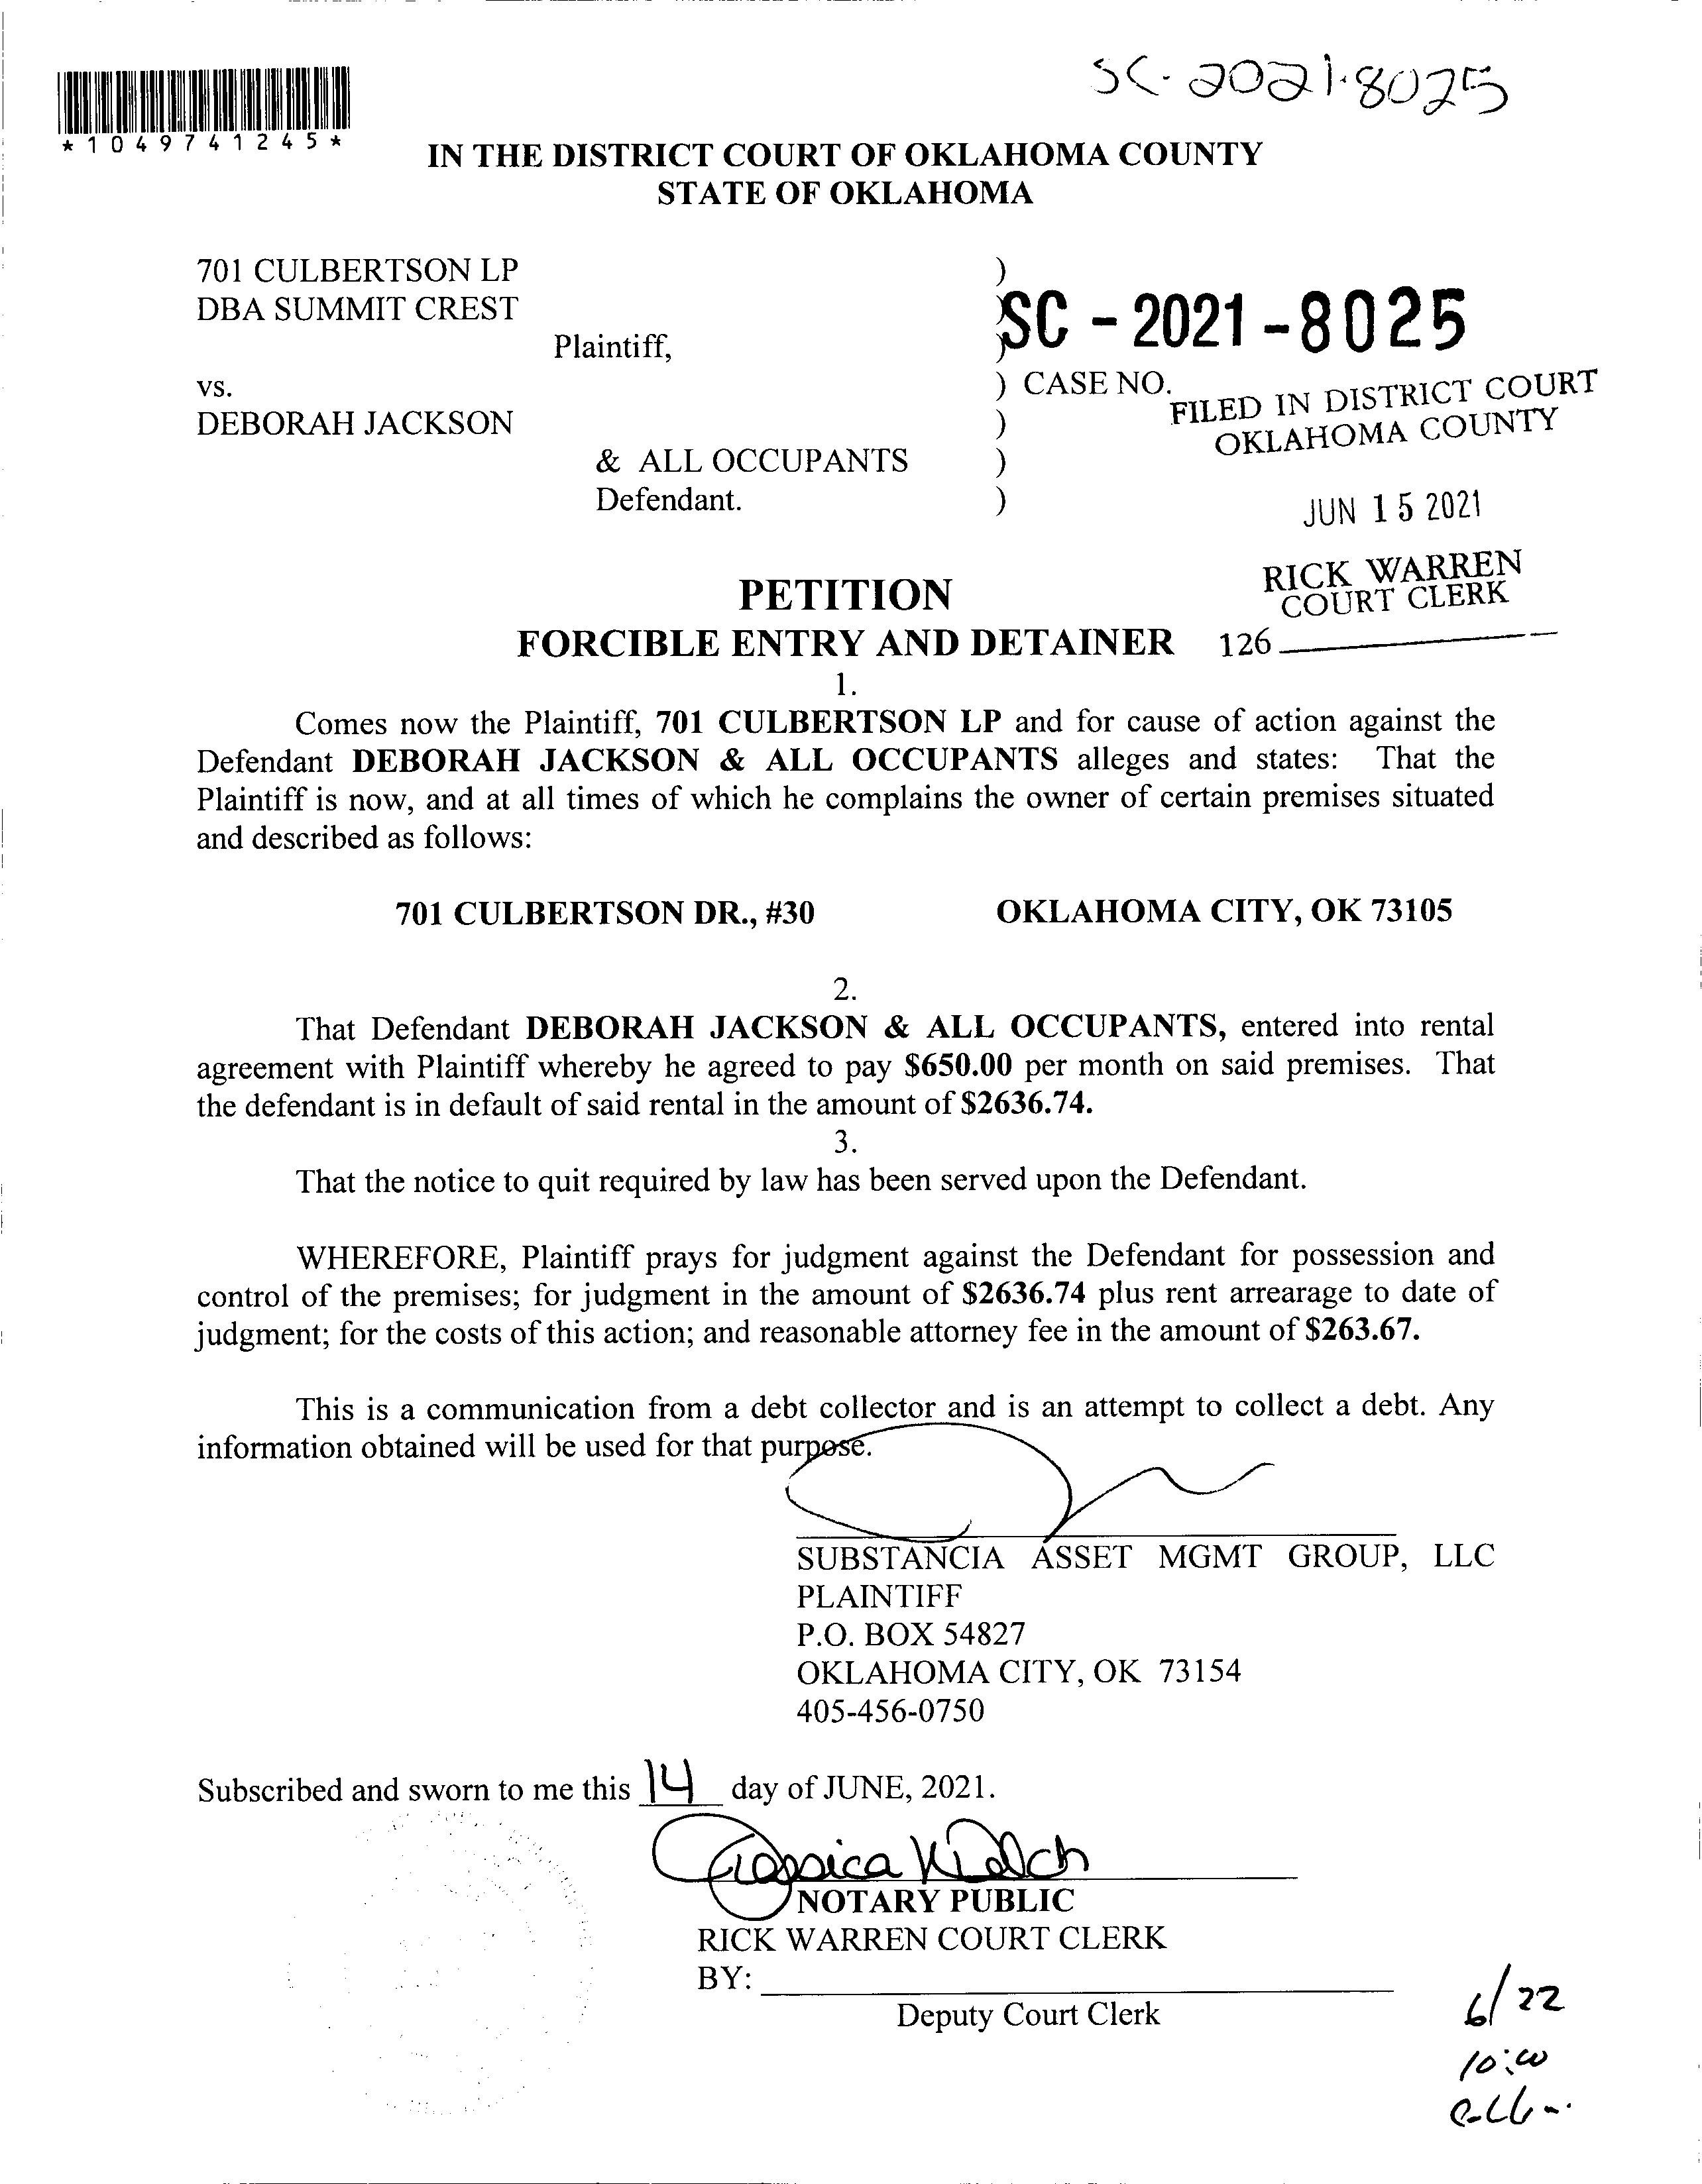 SC-2021-8025
*1049741245*
IN THE DISTRICT COURT OF OKLAHOMA COUNTY
STATE OF OKLAHOMA
701 CULBERTSON LP )
DBA SUMMIT CREST )
SC - 2021 - 8025
Plaintiff, )
vs. ) CASE NO.
FILED IN DISTRICT COURT
OKLAHOMA COUNTY
DEBORAH JACKSON )
& ALL OCCUPANTS )
Defendant. )
JUN 15 2021
RICK WARREN
COURT CLERK
126
PETITION
FORCIBLE ENTRY AND DETAINER
1.
Comes now the Plaintiff, 701 CULBERTSON LP and for cause of action against the
Defendant DEBORAH JACKSON & ALL OCCUPANTS alleges and states: That the
Plaintiff is now, and at all times of which he complains the owner of certain premises situated
and described as follows:
701 CULBERTSON DR., #30 OKLAHOMA CITY, OK 73105
2.
That Defendant DEBORAH JACKSON & ALL OCCUPANTS, entered into rental
agreement with Plaintiff whereby he agreed to pay $650.00 per month on said premises. That
the defendant is in default of said rental in the amount of $2636.74.
3.
That the notice to quit required by law has been served upon the Defendant.
WHEREFORE, Plaintiff prays for judgment against the Defendant for possession and
control of the premises; for judgment in the amount of $2636.74 plus rent arrearage to date of
judgment; for the costs of this action; and reasonable attorney fee in the amount of $263.67.
This is a communication from a debt collector and is an attempt to collect a debt. Any
information obtained will be used for that purpose.
SUBSTANCIA ASSET MGMT GROUP, LLC
PLAINTIFF
P.O. BOX 54827
OKLAHOMA CITY, OK 73154
405-456-0750
Subscribed and sworn to me this 14 day of JUNE, 2021.
Jessica Welch
NOTARY PUBLIC
RICK WARREN COURT CLERK
BY:
Deputy Court Clerk
6/22
10:00